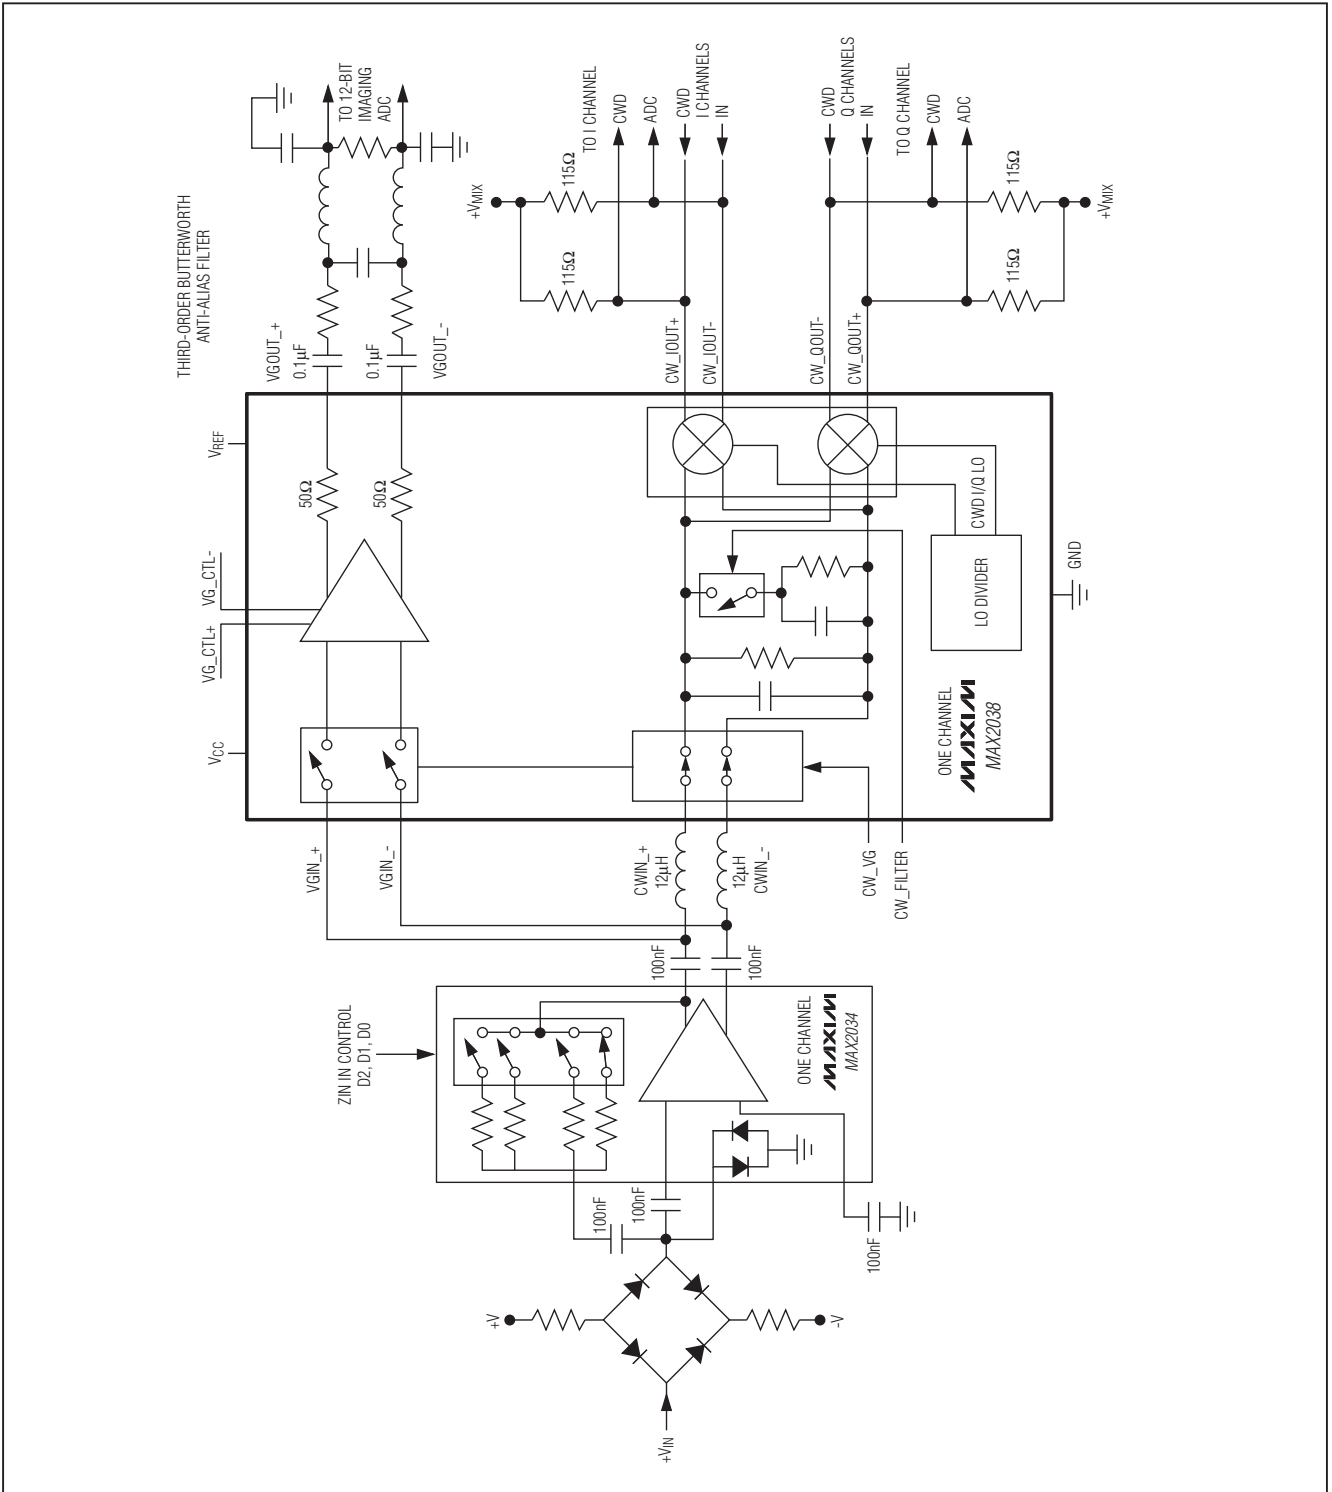 THIRD-ORDER BUTTERWORTH
ANTI-ALIAS FILTER
TO 12-BIT
IMAGING
ADC
VGOUT_+
0.1µF
0.1µF
VGOUT_-
+VMIX
115Ω
115Ω
TO I CHANNEL
CWD
ADC
CWD
I CHANNELS
IN
CWD
Q CHANNELS
IN
TO Q CHANNEL
CWD
ADC
115Ω
115Ω
+VMIX
CW_IOUT+
CW_IOUT-
CW_QOUT-
CW_QOUT+
VREF
50Ω
50Ω
VG_CTL-
VG_CTL+
VCC
CWD I/Q LO
LO DIVIDER
GND
ONE CHANNEL
MAXIM
MAX2038
VGIN_+
VGIN_-
CWIN_+
12µH
12µH
CWIN_-
CW_VG
CW_FILTER
100nF
100nF
ZIN IN CONTROL
D2, D1, D0
ONE CHANNEL
MAXIM
MAX2034
100nF
100nF
100nF
+V
-V
+VIN